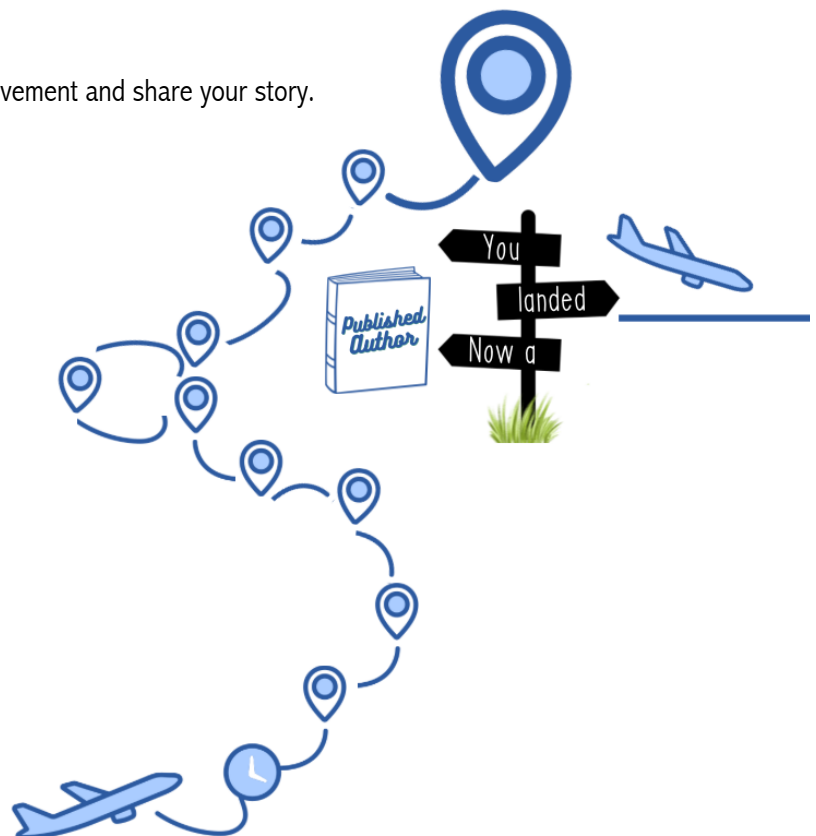 vement and share your story.
You
landed
Now a
Published
Author